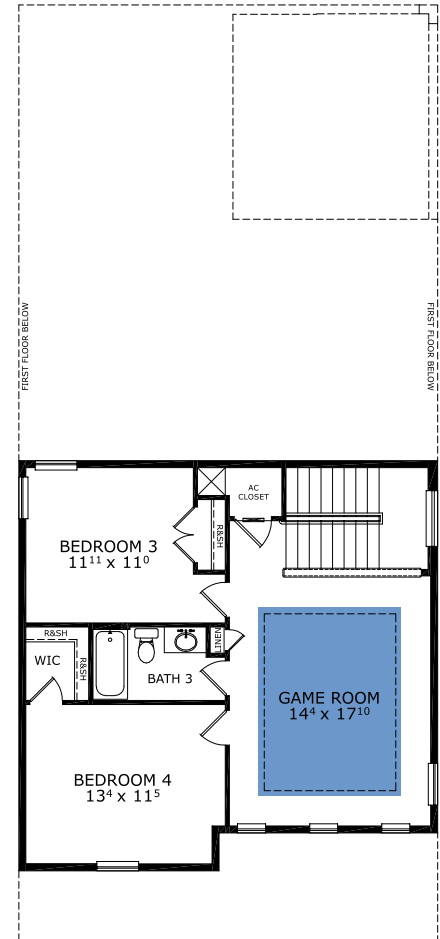 FIRST FLOOR BELOW
FIRST FLOOR BELOW
AC
CLOSET
R&SH
BEDROOM 3
11¹¹ x 11⁰
R&SH
LINEN
WIC
R&SH
BATH 3
GAME ROOM
14⁴ x 17¹⁰
BEDROOM 4
13⁴ x 11⁵